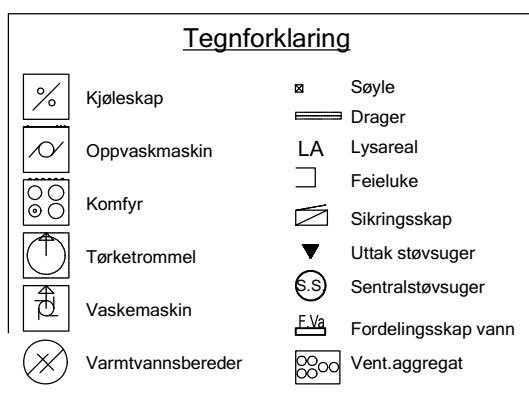 Tegnforklaring
Kjøleskap
Oppvaskmaskin
Komfyr
Tørketrommel
Vaskemaskin
Varmtvannsbereder
Søyle
Drager
LA Lysareal
Feieluke
Sikringsskap
Uttak støvsuger
S.S. Sentralstøvsuger
F.Va Fordelingsskap vann
Vent.aggregat